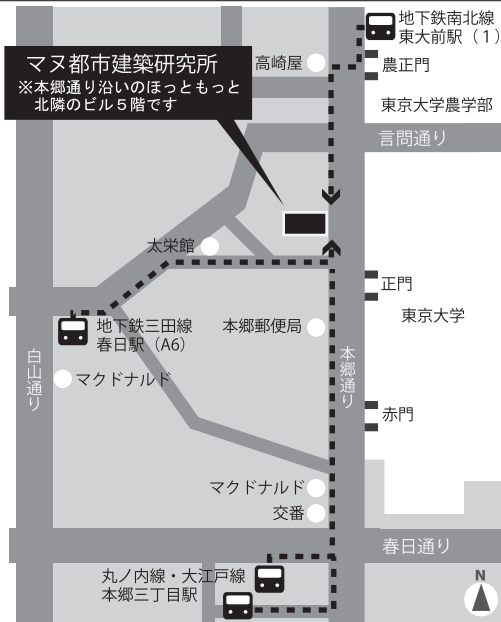 地下鉄南北線
東大前駅（1）
マヌ都市建築研究所
※本郷通り沿いのほっともっと
北隣のビル５階です
高崎屋
農正門
東京大学農学部
言問通り
太栄館
正門
東京大学
地下鉄三田線
春日駅（A6）
本郷郵便局
白山通り
本郷通り
マクドナルド
赤門
マクドナルド
交番
春日通り
丸ノ内線・大江戸線
本郷三丁目駅
N